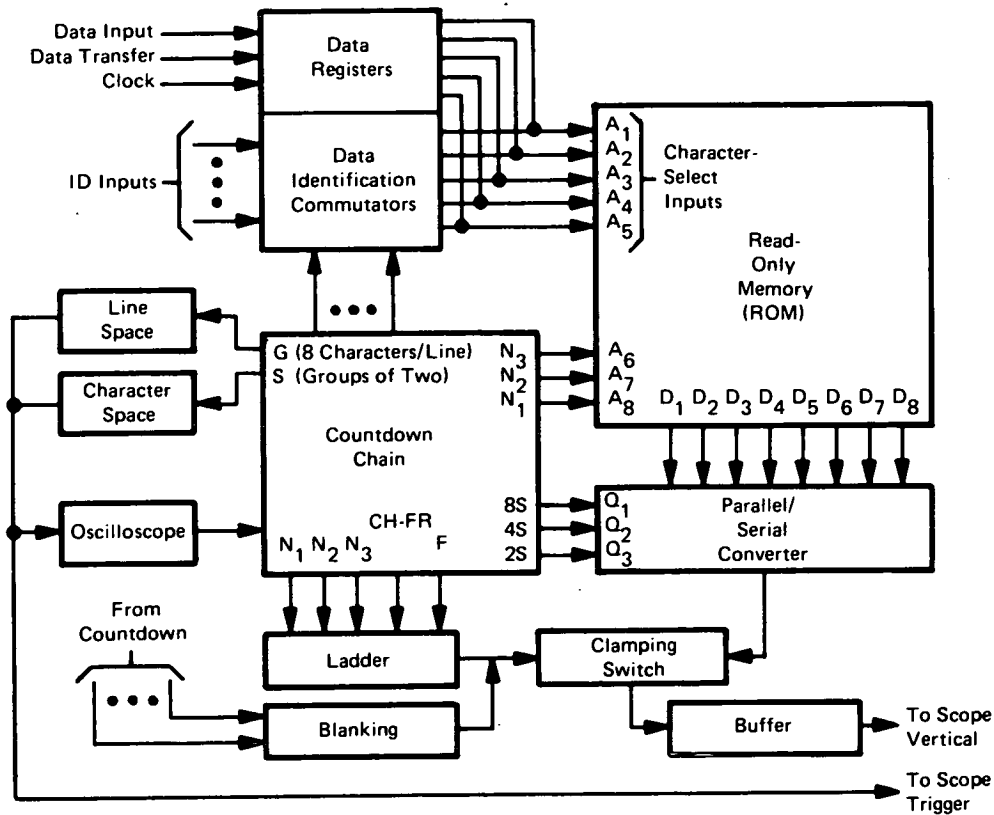 Data Input
Data Transfer
Clock
Data
Registers
ID Inputs
Data
Identification
Commutators
A1
A2
A3
A4
A5
Character-
Select
Inputs
Read-
Only
Memory
(ROM)
Line
Space
Character
Space
G (8 Characters/Line)
S (Groups of Two)
N3
N2
N1
A6
A7
A8
D1 D2 D3 D4 D5 D6 D7 D8
Countdown
Chain
Oscilloscope
CH-FR
N1 N2 N3 F
8S
4S
2S
Q1
Q2
Q3
Parallel/
Serial
Converter
From
Countdown
Ladder
Blanking
Clamping
Switch
Buffer
To Scope
Vertical
To Scope
Trigger